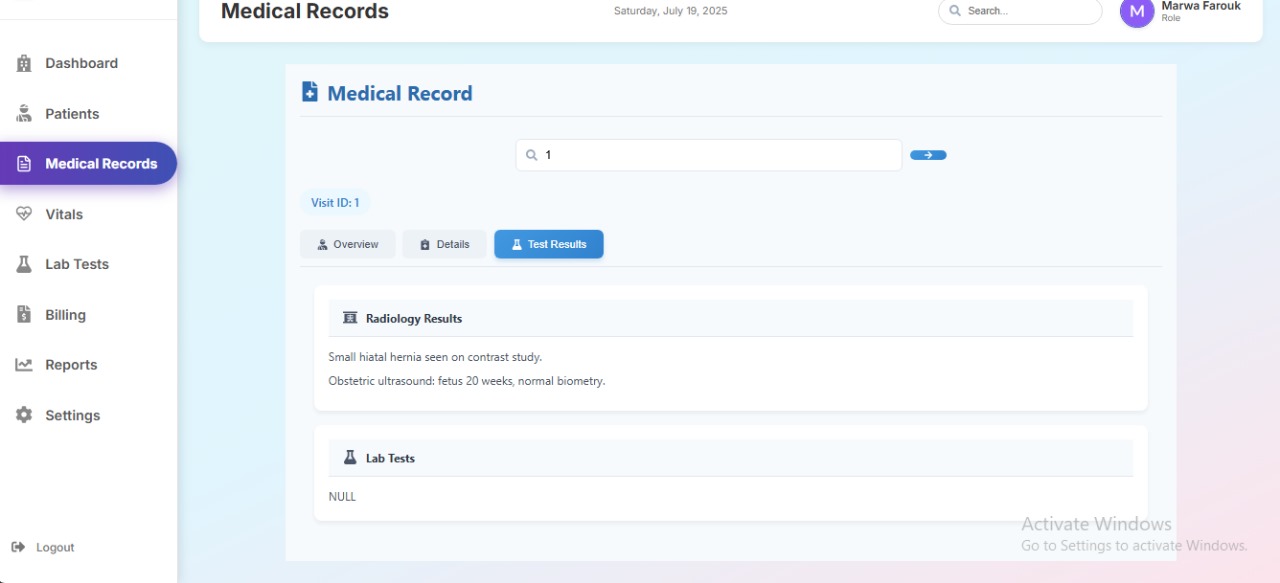 Medical Records
Saturday, July 19, 2025
Search...
M
Marwa Farouk
Role
Dashboard
Patients
Medical Records
Vitals
Lab Tests
Billing
Reports
Settings
Logout
Medical Record
1
Visit ID: 1
Overview
Details
Test Results
Radiology Results
Small hiatal hernia seen on contrast study.
Obstetric ultrasound: fetus 20 weeks, normal biometry.
Lab Tests
NULL
Activate Windows
Go to Settings to activate Windows.